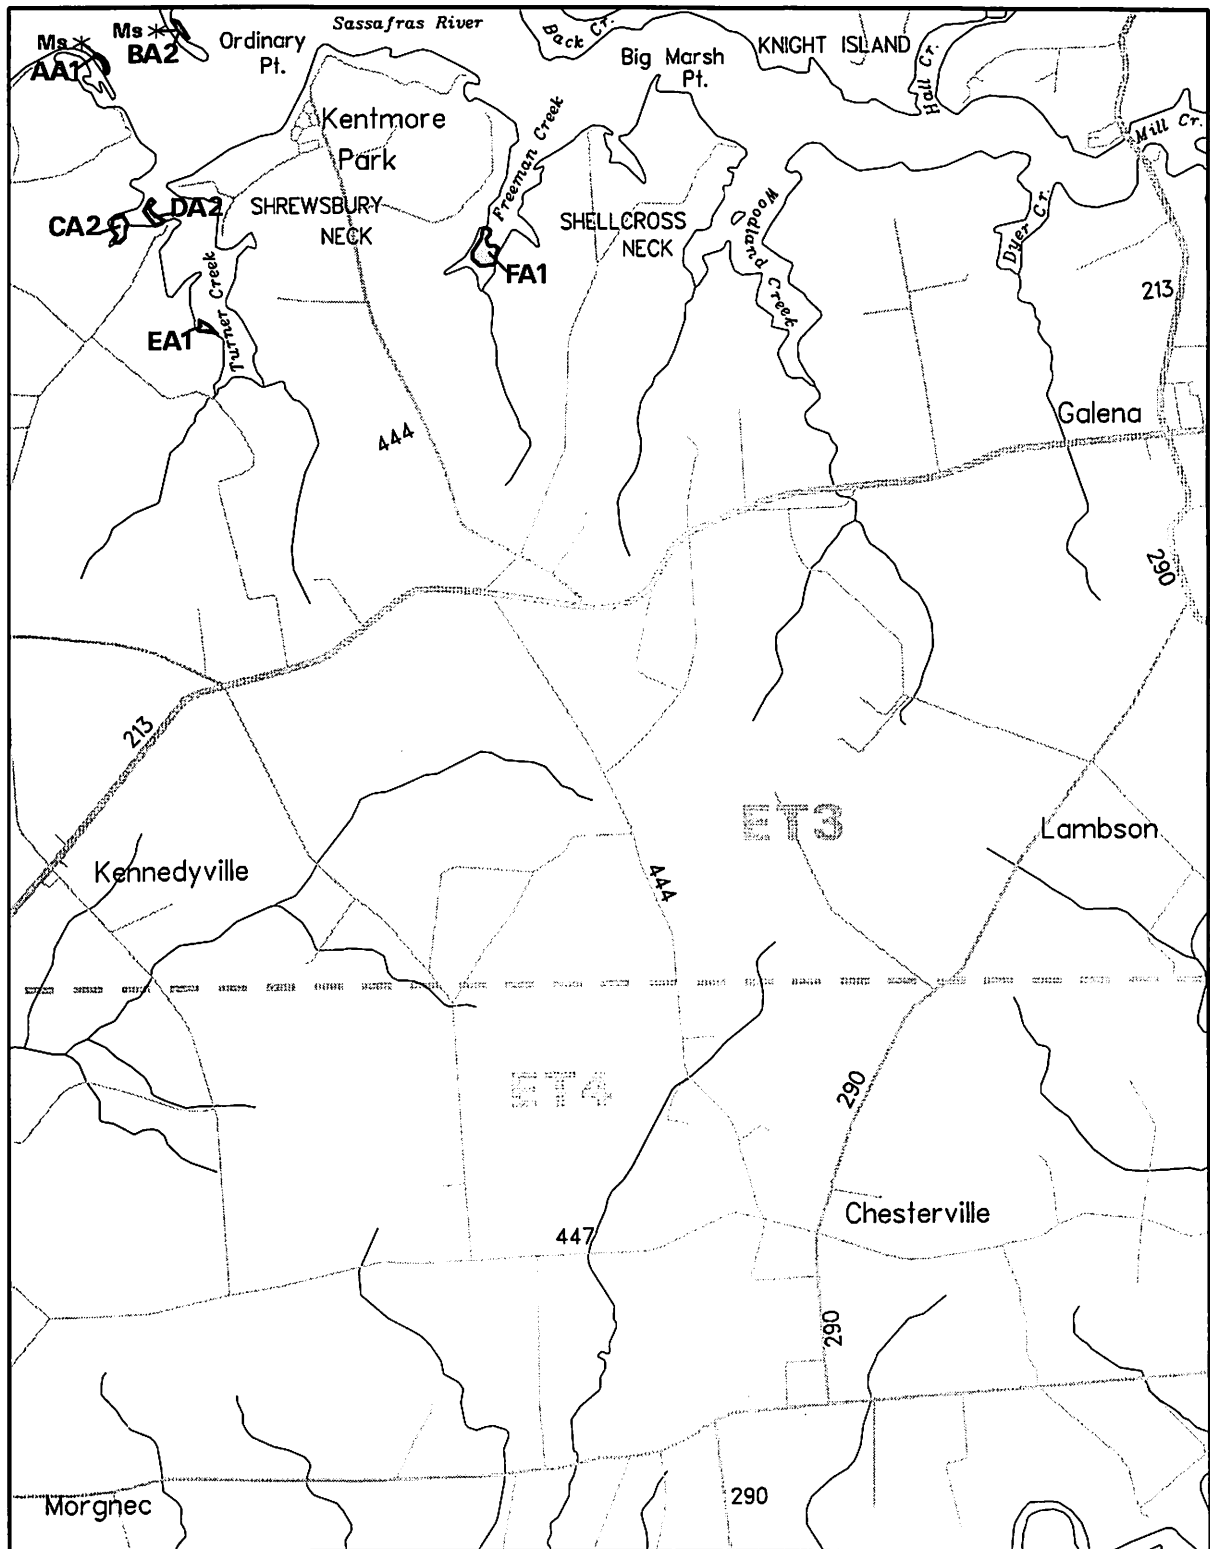 Sassafras River
Back Cr.
Ms *
BA2
Ordinary
Pt.
Ms *
AA1
Big Marsh
Pt.
KNIGHT ISLAND
Hall Cr.
Mill Cr.
Kentmore
Park
Freeman Creek
CA2
DA2
SHREWSBURY
NECK
SHELLCROSS
NECK
Woodland Creek
Dyer Cr.
FA1
213
EA1
Turner Creek
444
Galena
290
213
ET3
Lambson
Kennedyville
444
ET4
290
Chesterville
447
290
Morgnec
290